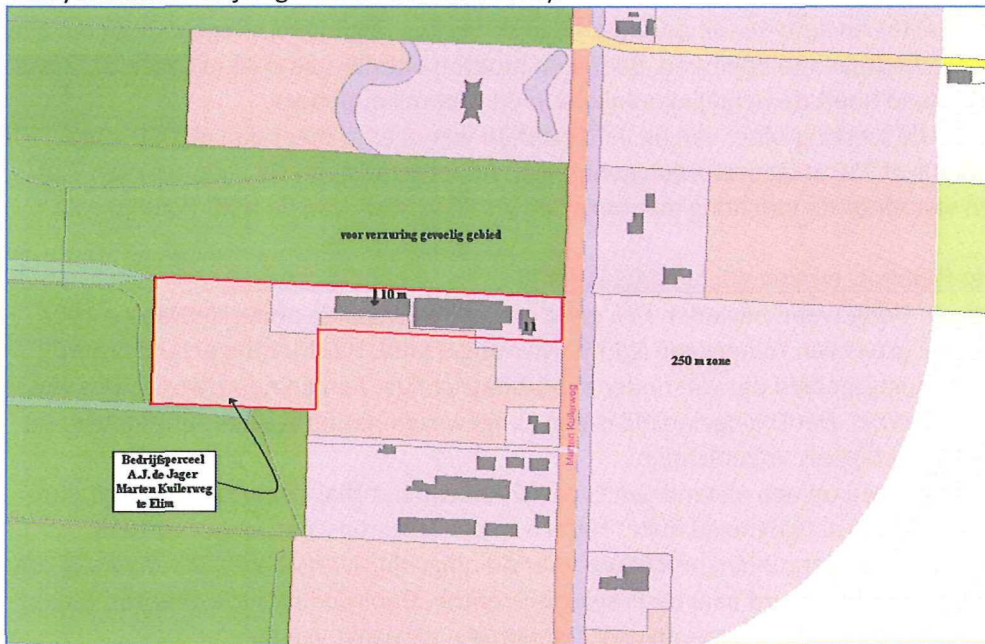 voor verzuring gevoelig gebied
10 m
11
250 m zone
Marten Kuilerweg
Bedrijfsperceel
A.J. de Jager
Marten Kuilerweg
te Elim